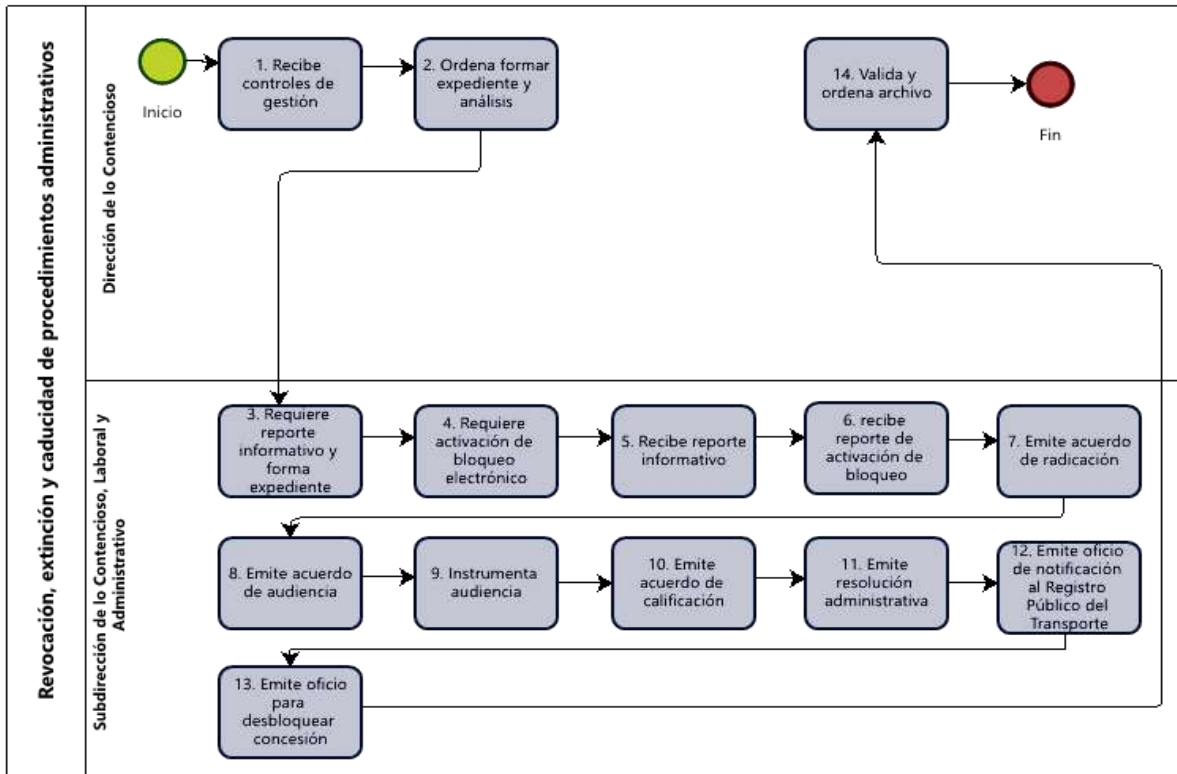 Revocación, extinción y caducidad de procedimientos administrativos
Dirección de lo Contencioso
Inicio
1. Recibe
controles de
gestión
2. Ordena formar
expediente y
análisis
14. Valida y
ordena archivo
Fin
Subdirección de lo Contencioso, Laboral y
Administrativo
3. Requiere
reporte
informativo y
forma
expediente
4. Requiere
activación de
bloqueo
electrónico
5. Recibe reporte
informativo
6. recibe
reporte de
activación de
bloqueo
7. Emite acuerdo
de radicación
8. Emite acuerdo
de audiencia
9. Instrumenta
audiencia
10. Emite
acuerdo de
calificación
11. Emite
resolución
administrativa
12. Emite oficio
de notificación
al Registro
Público del
Transporte
13. Emite oficio
para
desbloquear
concesión